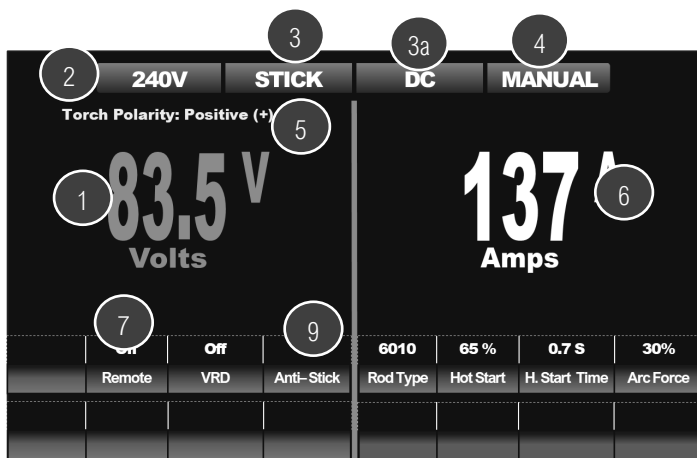 3
3a
4
2
240V
STICK
DC
MANUAL
Torch Polarity: Positive (+)
5
1
83.5 V
137
6
Volts
Amps
7
9
Off
6010
65 %
0.7 S
30%
Remote
VRD
Anti-Stick
Rod Type
Hot Start
H. Start Time
Arc Force